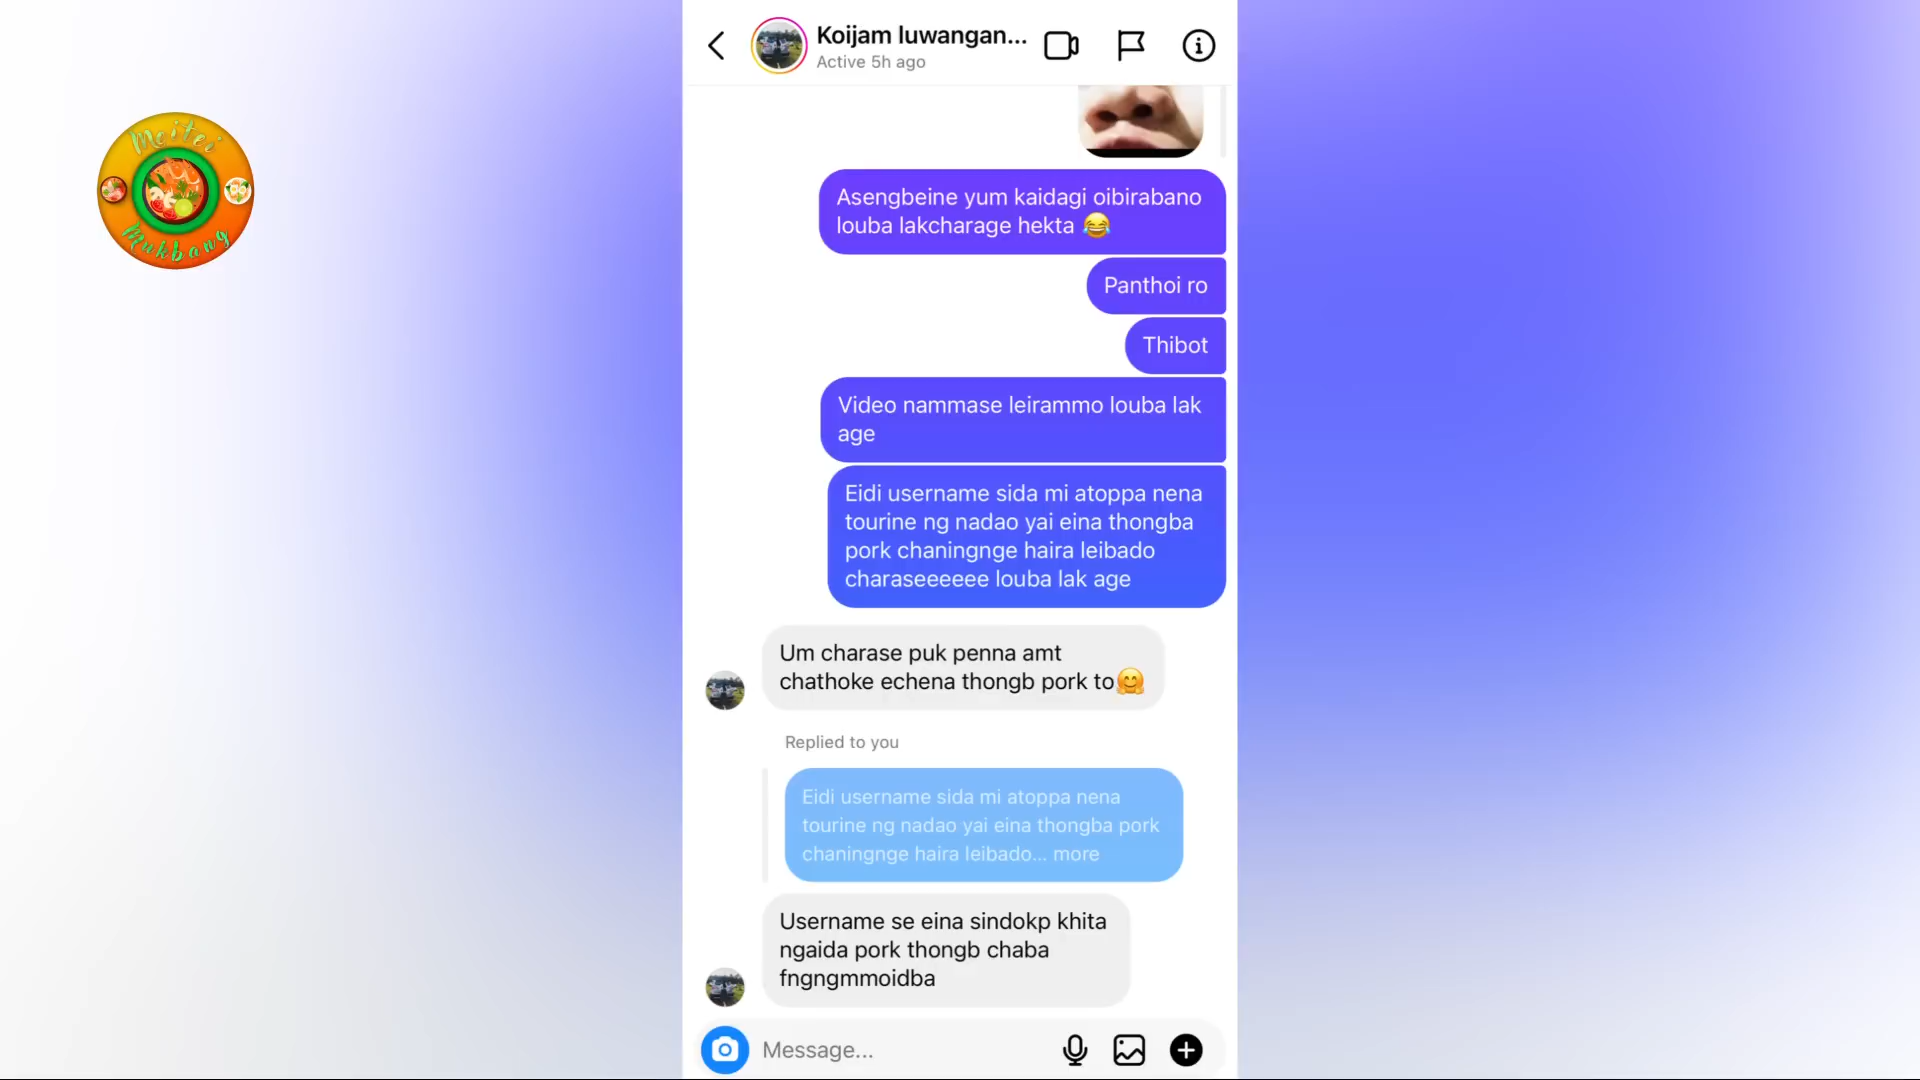 Meitei
Mukbang
Koijam luwangan...
Active 5h ago
Asengbeine yum kaidagi oibirabano
louba lakcharage hekta 😂
Panthoi ro
Thibot
Video nammase leirammo louba lak
age
Eidi username sida mi atoppa nena
tourine ng nadao yai eina thongba
pork chaningnge haira leibado
charaseeeeee louba lak age
Um charase puk penna amt
chathoke echena thongb pork to🤗
Replied to you
Eidi username sida mi atoppa nena
tourine ng nadao yai eina thongba pork
chaningnge haira leibado... more
Username se eina sindokp khita
ngaida pork thongb chaba
fngngmmoidba
Message...